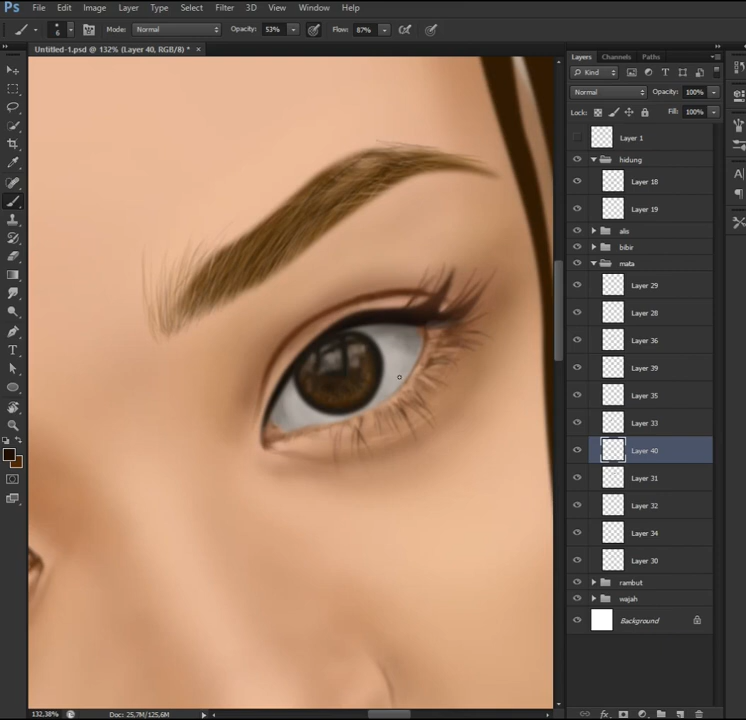 Ps File Edit Image Layer Type Select Filter 3D View Window Help
6 Mode: Normal Opacity: 53% Flow: 87%
Untitled-1.psd @ 132% (Layer 40, RGB/8) * ×
Layers Channels Paths
Kind T
Normal Opacity: 100%
Lock: Fill: 100%
Layer 1
hidung
Layer 18
Layer 19
alis
bibir
mata
Layer 29
Layer 28
Layer 36
Layer 39
Layer 35
Layer 33
Layer 40
Layer 31
Layer 32
Layer 34
Layer 30
rambut
wajah
Background
132,38% Doc: 25,7M/125,6M
fx